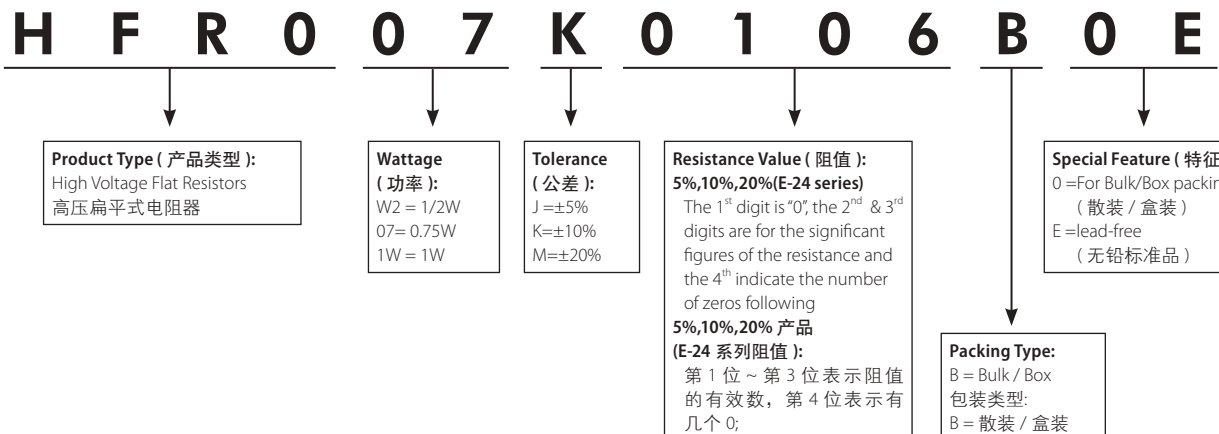 H F R 0 0 7 K 0 1 0 6 B 0 E
Product Type ( 产品类型 ):
High Voltage Flat Resistors
高压扁平式电阻器
Wattage
( 功率 ):
W2 = 1/2W
07= 0.75W
1W = 1W
Tolerance
( 公差 ):
J =±5%
K=±10%
M=±20%
Resistance Value ( 阻值 ):
5%,10%,20%(E-24 series)
The 1st digit is "0", the 2nd & 3rd
digits are for the significant
figures of the resistance and
the 4th indicate the number
of zeros following
5%,10%,20% 产品
(E-24 系列阻值 ):
第 1 位 ~ 第 3 位表示阻值
的有效数，第 4 位表示有
几个 0;
Packing Type:
B = Bulk / Box
包装类型:
B = 散装 / 盒装
Special Feature ( 特征
0 =For Bulk/Box packin
( 散装 / 盒装 )
E =lead-free
( 无铅标准品 )